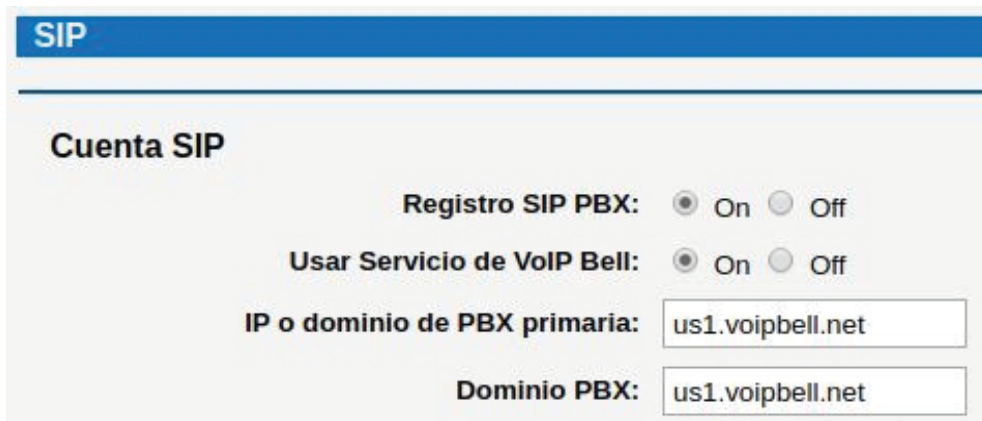 SIP
Cuenta SIP
Registro SIP PBX: On Off
Usar Servicio de VoIP Bell: On Off
IP o dominio de PBX primaria: us1.voipbell.net
Dominio PBX: us1.voipbell.net